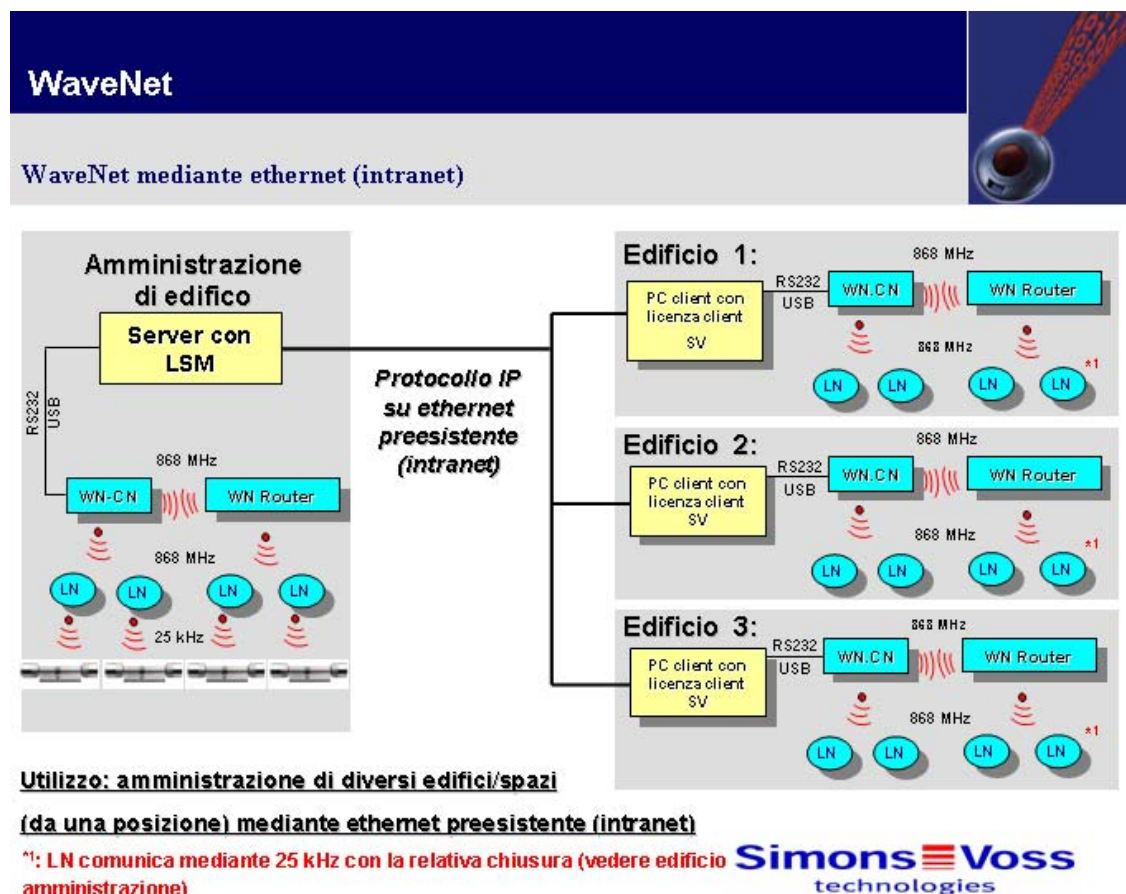 WaveNet
WaveNet mediante ethernet (intranet)
Amministrazione
di edifico
Server con
LSM
RS232
USB
868 MHz
WN-CN
WN Router
868 MHz
LN
LN
LN
LN
25 kHz
Protocollo IP
su ethernet
preesistente
(intranet)
Edificio 1:
868 MHz
PC client con
licenza client
SV
RS232
USB
WN.CN
WN Router
868 MHz
*1
LN
LN
LN
LN
Edificio 2:
868 MHz
PC client con
licenza client
SV
RS232
USB
WN.CN
WN Router
868 MHz
*1
LN
LN
LN
LN
Edificio 3:
868 MHz
PC client con
licenza client
SV
RS232
USB
WN.CN
WN Router
868 MHz
*1
LN
LN
LN
LN
Utilizzo: amministrazione di diversi edifici/spazi
(da una posizione) mediante ethernet preesistente (intranet)
*1: LN comunica mediante 25 kHz con la relativa chiusura (vedere edificio
amministrazione)
Simons Voss
technologies